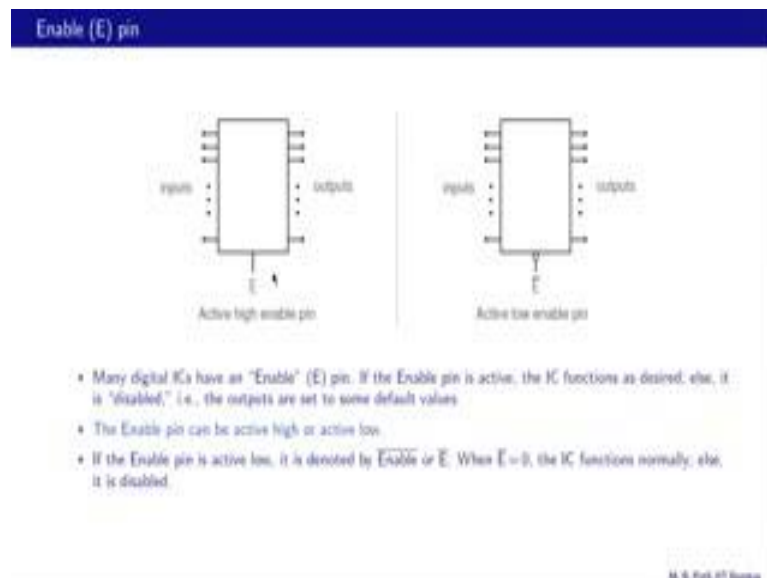 Enable (E) pin
inputs outputs inputs outputs
E E̅
Active high enable pin Active low enable pin
• Many digital ICs have an "Enable" (E) pin. If the Enable pin is active, the IC functions as desired; else, it
is "disabled," i.e., the outputs are set to some default values.
• The Enable pin can be active high or active low.
• If the Enable pin is active low, it is denoted by E̅n̅a̅b̅l̅e̅ or E̅. When E̅ = 0, the IC functions normally; else,
it is disabled.